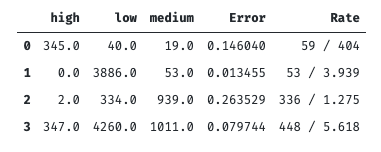 high low medium Error Rate
0 345.0 40.0 19.0 0.146040 59 / 404
1 0.0 3886.0 53.0 0.013455 53 / 3.939
2 2.0 334.0 939.0 0.263529 336 / 1.275
3 347.0 4260.0 1011.0 0.079744 448 / 5.618